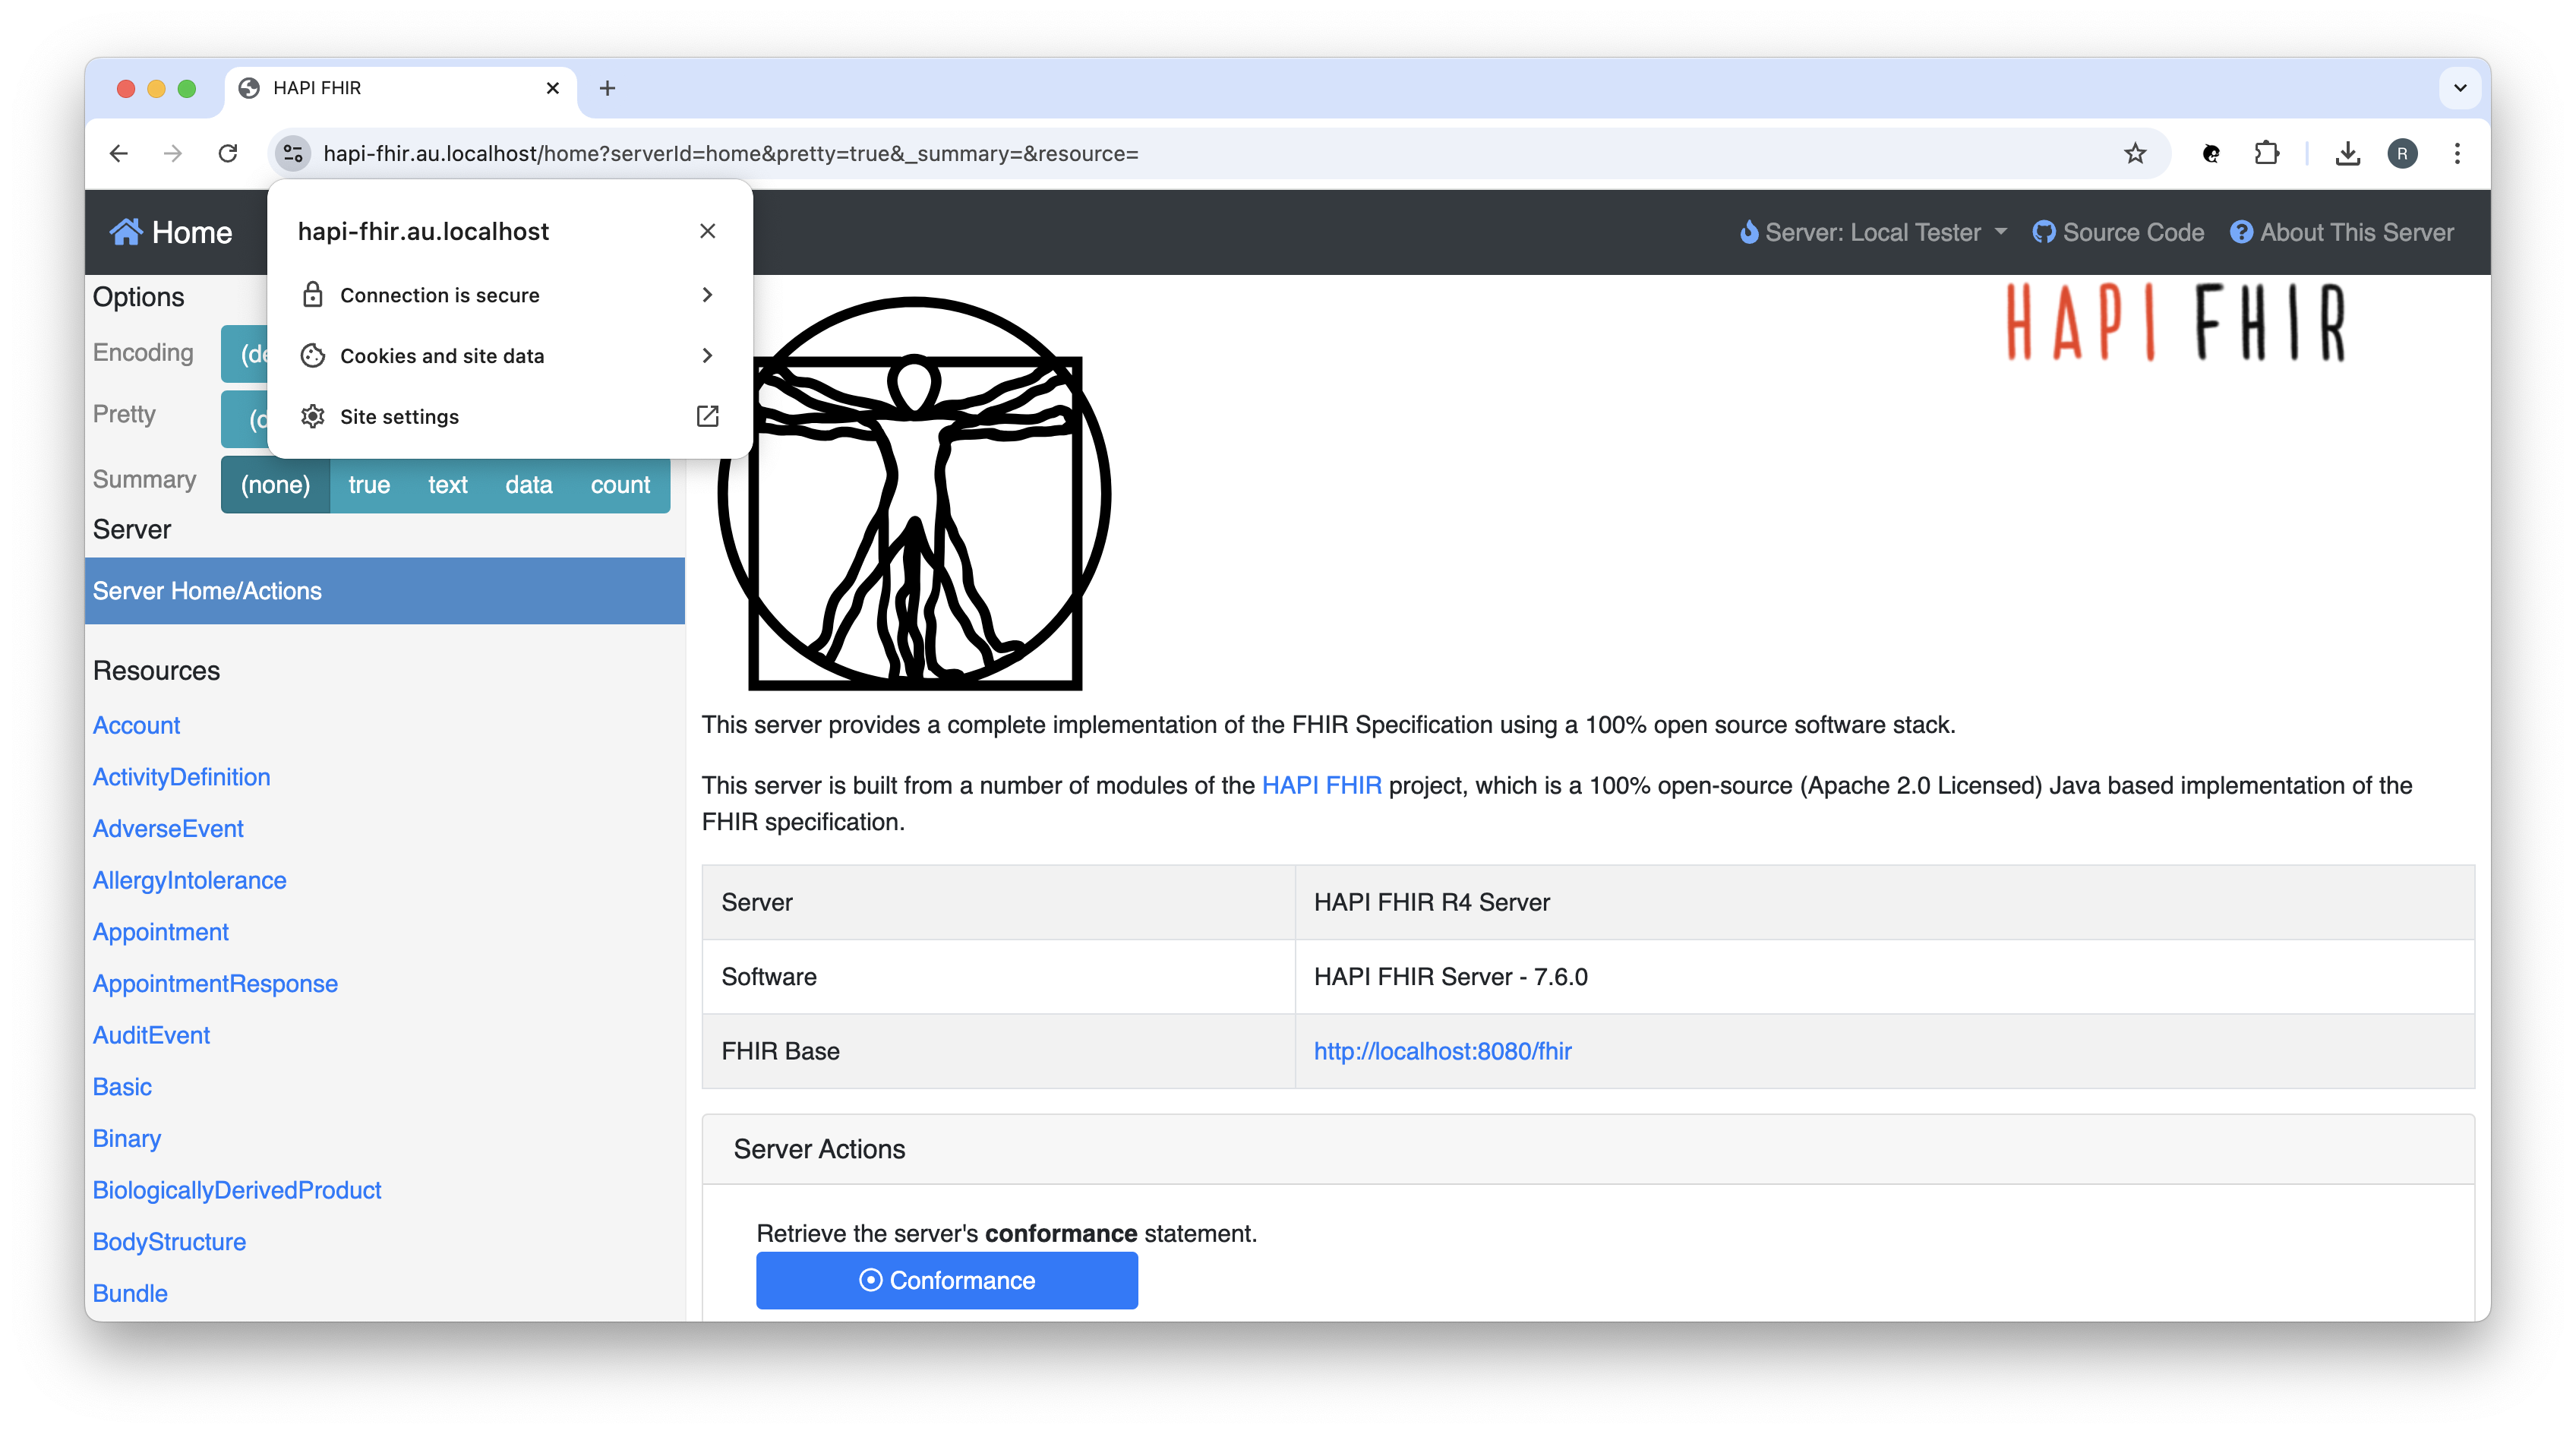 HAPI FHIR
hapi-fhir.au.localhost/home?serverId=home&pretty=true&_summary=&resource=
R
Home
Server: Local Tester
Source Code
About This Server
hapi-fhir.au.localhost
Connection is secure
Cookies and site data
Site settings
Options
Encoding
(de
Pretty
(d
Summary
(none) true text data count
Server
Server Home/Actions
Resources
Account
ActivityDefinition
AdverseEvent
AllergyIntolerance
Appointment
AppointmentResponse
AuditEvent
Basic
Binary
BiologicallyDerivedProduct
BodyStructure
Bundle
HAPI FHIR
This server provides a complete implementation of the FHIR Specification using a 100% open source software stack.
This server is built from a number of modules of the HAPI FHIR project, which is a 100% open-source (Apache 2.0 Licensed) Java based implementation of the
FHIR specification.
Server HAPI FHIR R4 Server
Software HAPI FHIR Server - 7.6.0
FHIR Base http://localhost:8080/fhir
Server Actions
Retrieve the server's conformance statement.
Conformance